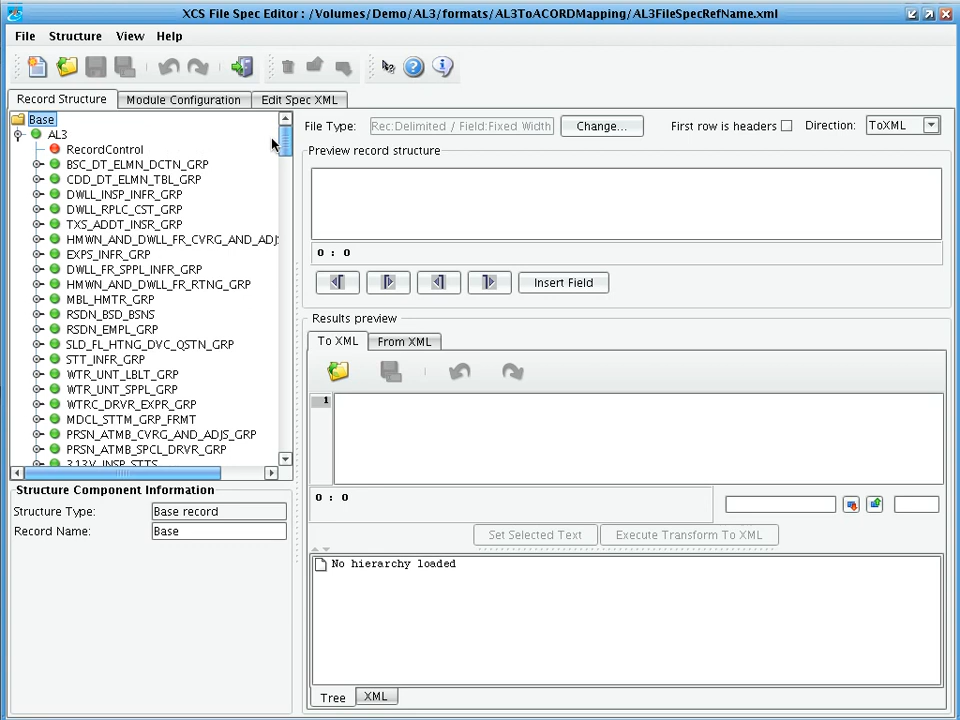 XCS File Spec Editor : /Volumes/Demo/AL3/formats/AL3ToACORDMapping/AL3FileSpecRefName.xml
File Structure View Help
Record Structure Module Configuration Edit Spec XML
Base
AL3
RecordControl
BSC_DT_ELMN_DCTN_GRP
CDD_DT_ELMN_TBL_GRP
DWLL_INSP_INFR_GRP
DWLL_RPLC_CST_GRP
TXS_ADDT_INSR_GRP
HMWN_AND_DWLL_FR_CVRG_AND_ADJ
EXPS_INFR_GRP
DWLL_FR_SPPL_INFR_GRP
HMWN_AND_DWLL_FR_RTNG_GRP
MBL_HMTR_GRP
RSDN_BSD_BSNS
RSDN_EMPL_GRP
SLD_FL_HTNG_DVC_QSTN_GRP
STT_INFR_GRP
WTR_UNT_LBLT_GRP
WTR_UNT_SPPL_GRP
WTRC_DRVR_EXPR_GRP
MDCL_STTM_GRP_FRMT
PRSN_ATMB_CVRG_AND_ADJS_GRP
PRSN_ATMB_SPCL_DRVR_GRP
Structure Component Information
Structure Type: Base record
Record Name: Base
File Type: Rec:Delimited / Field:Fixed Width Change... First row is headers Direction: ToXML
Preview record structure
0 : 0
Insert Field
Results preview
To XML From XML
1
0 : 0
Set Selected Text Execute Transform To XML
No hierarchy loaded
Tree XML